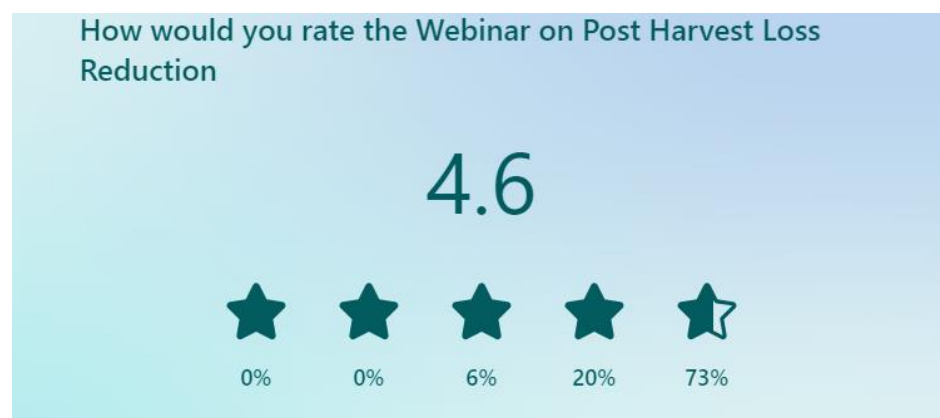 How would you rate the Webinar on Post Harvest Loss
Reduction
4.6
0% 0% 6% 20% 73%